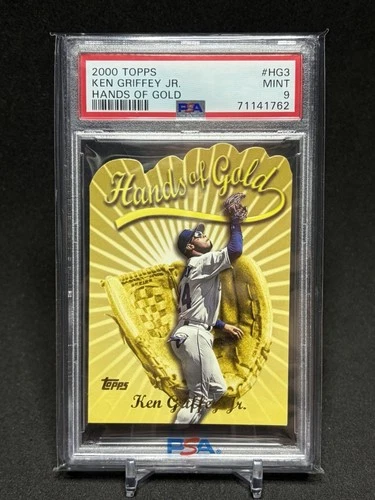 2000 TOPPS #HG3
KEN GRIFFEY JR. MINT
HANDS OF GOLD 9
PSA 71141762
Hands of Gold
24
Topps
Ken Griffey Jr.
PSA